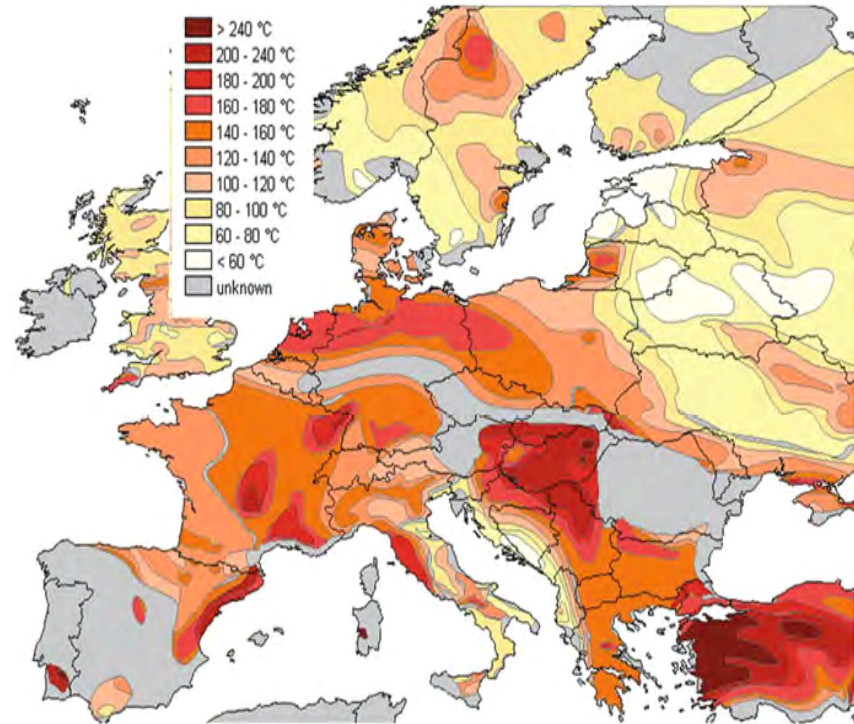 > 240 °C
200 - 240 °C
180 - 200 °C
160 - 180 °C
140 - 160 °C
120 - 140 °C
100 - 120 °C
80 - 100 °C
60 - 80 °C
< 60 °C
unknown